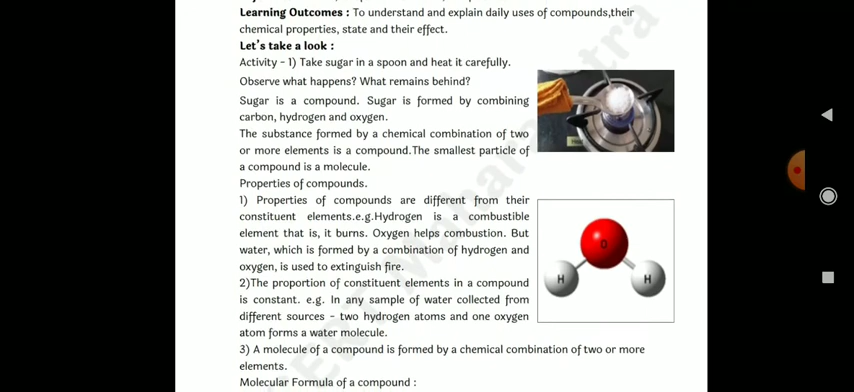 Learning Outcomes : To understand and explain daily uses of compounds,their
chemical properties, state and their effect.
Let's take a look :
Activity - 1) Take sugar in a spoon and heat it carefully.
Observe what happens? What remains behind?
Sugar is a compound. Sugar is formed by combining
carbon, hydrogen and oxygen.
The substance formed by a chemical combination of two
or more elements is a compound.The smallest particle of
a compound is a molecule.
Properties of compounds.
1) Properties of compounds are different from their
constituent elements.e.g.Hydrogen is a combustible
element that is, it burns. Oxygen helps combustion. But
water, which is formed by a combination of hydrogen and
oxygen, is used to extinguish fire.
2)The proportion of constituent elements in a compound
is constant. e.g. In any sample of water collected from
different sources - two hydrogen atoms and one oxygen
atom forms a water molecule.
O
H H
3) A molecule of a compound is formed by a chemical combination of two or more
elements.
Molecular Formula of a compound :